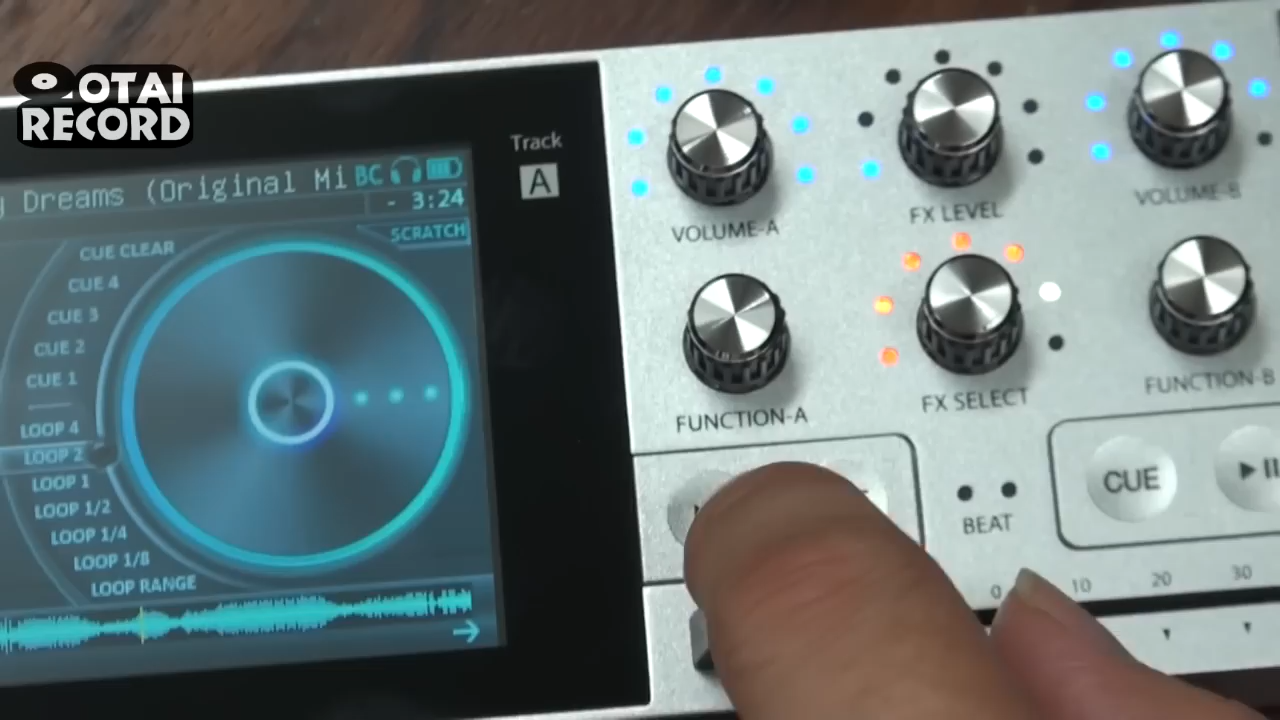 OTAI
RECORD
y Dreams (Original Mi BC
- 3:24
SCRATCH
CUE CLEAR
CUE 4
CUE 3
CUE 2
CUE 1
LOOP 4
LOOP 2
LOOP 1
LOOP 1/2
LOOP 1/4
LOOP 1/8
LOOP RANGE
Track
A
VOLUME-A
FX LEVEL
VOLUME-B
FUNCTION-A
FX SELECT
FUNCTION-B
BEAT
CUE
0 10 20 30